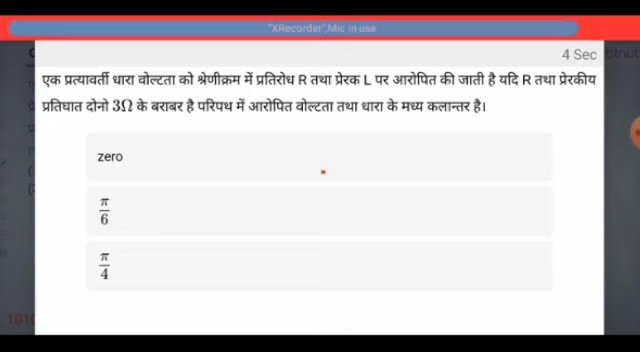 "XRecorder",Mic in use
4 Sec
एक प्रत्यावर्ती धारा वोल्टता को श्रेणीक्रम में प्रतिरोध R तथा प्रेरक L पर आरोपित की जाती है यदि R तथा प्रेरकीय
प्रतिघात दोनो 3Ω के बराबर है परिपथ में आरोपित वोल्टता तथा धारा के मध्य कलान्तर है।
zero
π/6
π/4